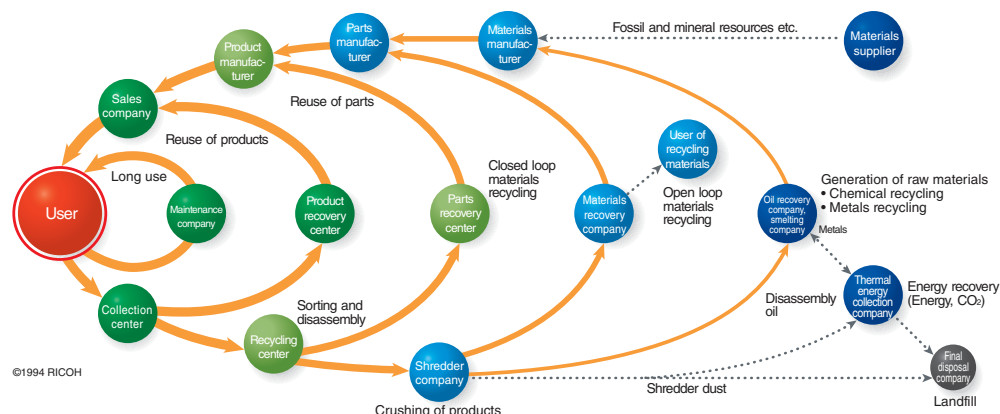 Parts
manufac-
turer
Materials
manufac-
turer
Fossil and mineral resources etc.
Materials
supplier
Product
manufac-
turer
Sales
company
Reuse of parts
Reuse of products
User of
recycling
materials
Long use
Closed loop
materials
recycling
Open loop
materials
recycling
Generation of raw materials
• Chemical recycling
• Metals recycling
User
Maintenance
company
Product
recovery
center
Parts
recovery
center
Materials
recovery
company
Oil recovery
company,
smelting
company
Metals
Collection
center
Sorting and
disassembly
Disassembly
oil
Thermal
energy
collection
company
Energy recovery
(Energy, CO₂)
Recycling
center
Shredder
company
Shredder dust
Final
disposal
company
Landfill
©1994 RICOH
Crushing of products